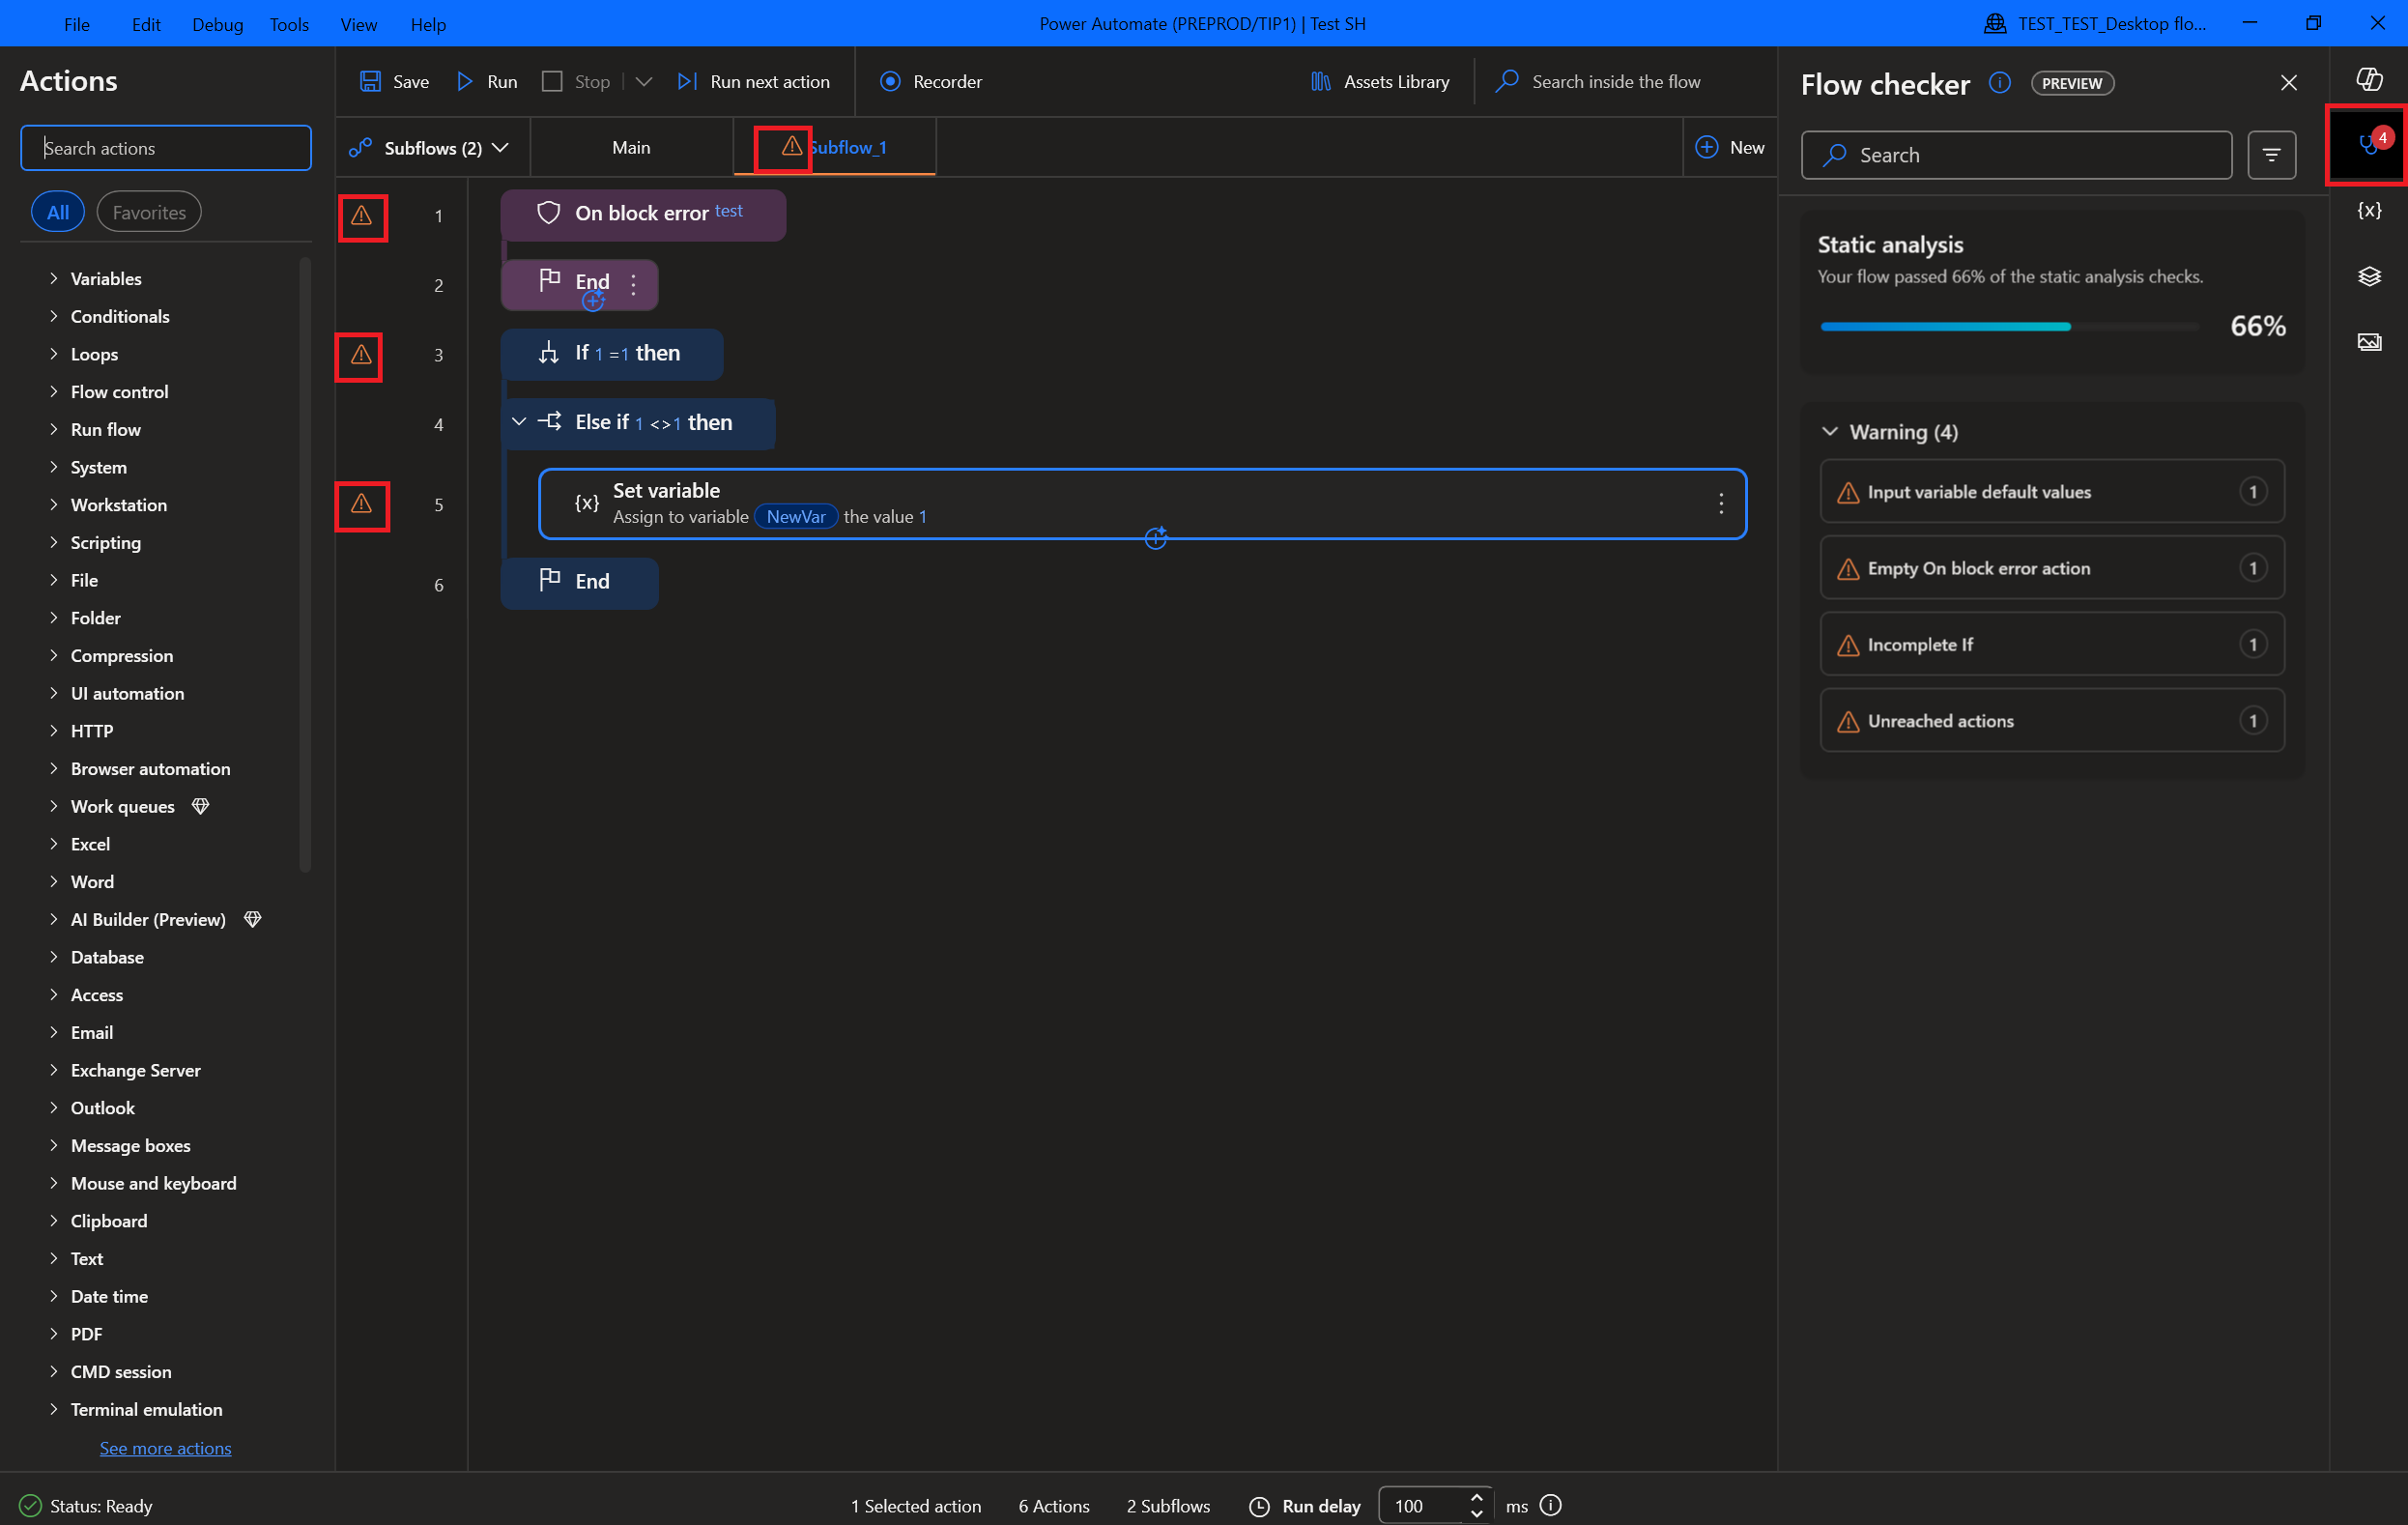 File Edit Debug Tools View Help
Power Automate (PREPROD/TIP1) | Test SH
TEST_TEST_Desktop flo...
Actions
Search actions
All Favorites
Variables
Conditionals
Loops
Flow control
Run flow
System
Workstation
Scripting
File
Folder
Compression
UI automation
HTTP
Browser automation
Work queues
Excel
Word
AI Builder (Preview)
Database
Access
Email
Exchange Server
Outlook
Message boxes
Mouse and keyboard
Clipboard
Text
Date time
PDF
CMD session
Terminal emulation
See more actions
Save Run Stop Run next action Recorder Assets Library Search inside the flow
Subflows (2) Main Subflow_1 New
1 On block error test
2 End
3 If 1 =1 then
4 Else if 1 <>1 then
5 {x} Set variable
Assign to variable NewVar the value 1
6 End
Flow checker PREVIEW
Search
Static analysis
Your flow passed 66% of the static analysis checks.
66%
Warning (4)
Input variable default values 1
Empty On block error action 1
Incomplete If 1
Unreached actions 1
4
{x}
Status: Ready 1 Selected action 6 Actions 2 Subflows Run delay 100 ms